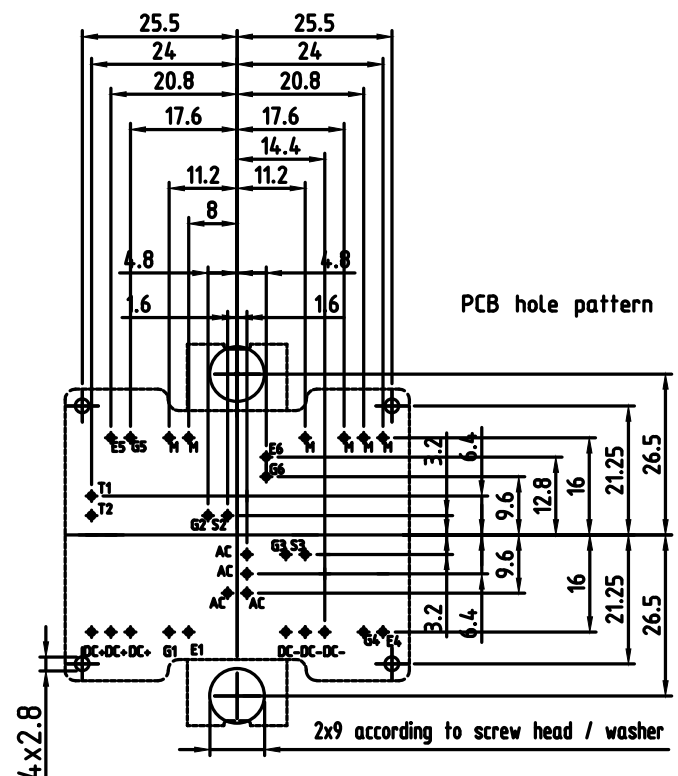 25.5 25.5
24 24
20.8 20.8
17.6 17.6
14.4
11.2 11.2
8
4.8 4.8
1.6 1.6
PCB hole pattern
E5 G5 M M M M M M
E6
G6
T1
T2
G2 S2
3.2 6.4 9.6 12.8 16 21.25 26.5
AC G3 S3
AC
AC AC
3.2 6.4 9.6 16 21.25 26.5
DC+ DC+ DC+ G1 E1 DC- DC- DC- G4 E4
4x2.8
2x9 according to screw head / washer